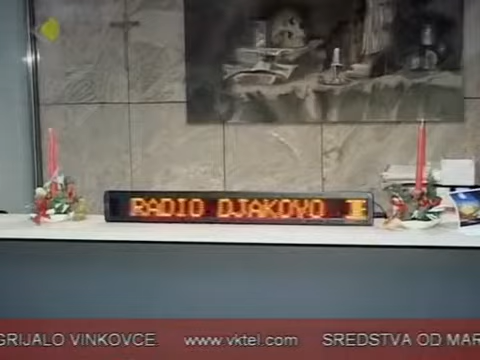 RADIO DJAKOVO
GRIJALO VINKOVCE. www.vktel.com SREDSTVA OD MAR